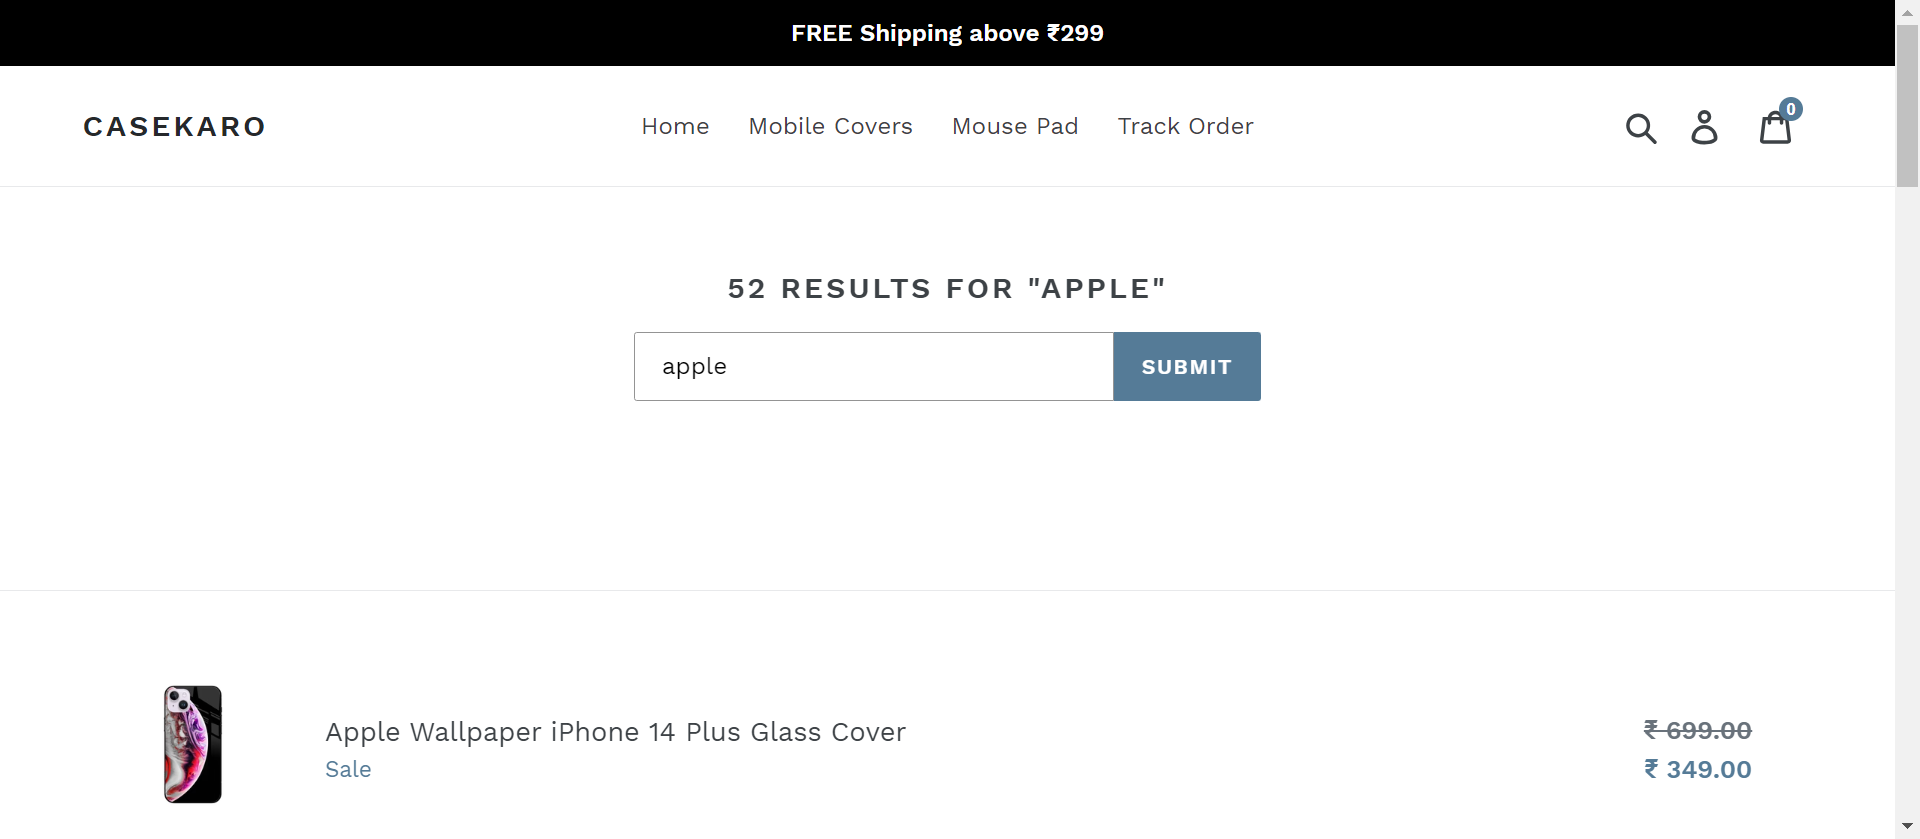 FREE Shipping above ₹299
CASEKARO
Home
Mobile Covers
Mouse Pad
Track Order
0
52 RESULTS FOR "APPLE"
apple
SUBMIT
Apple Wallpaper iPhone 14 Plus Glass Cover
Sale
₹ 699.00
₹ 349.00